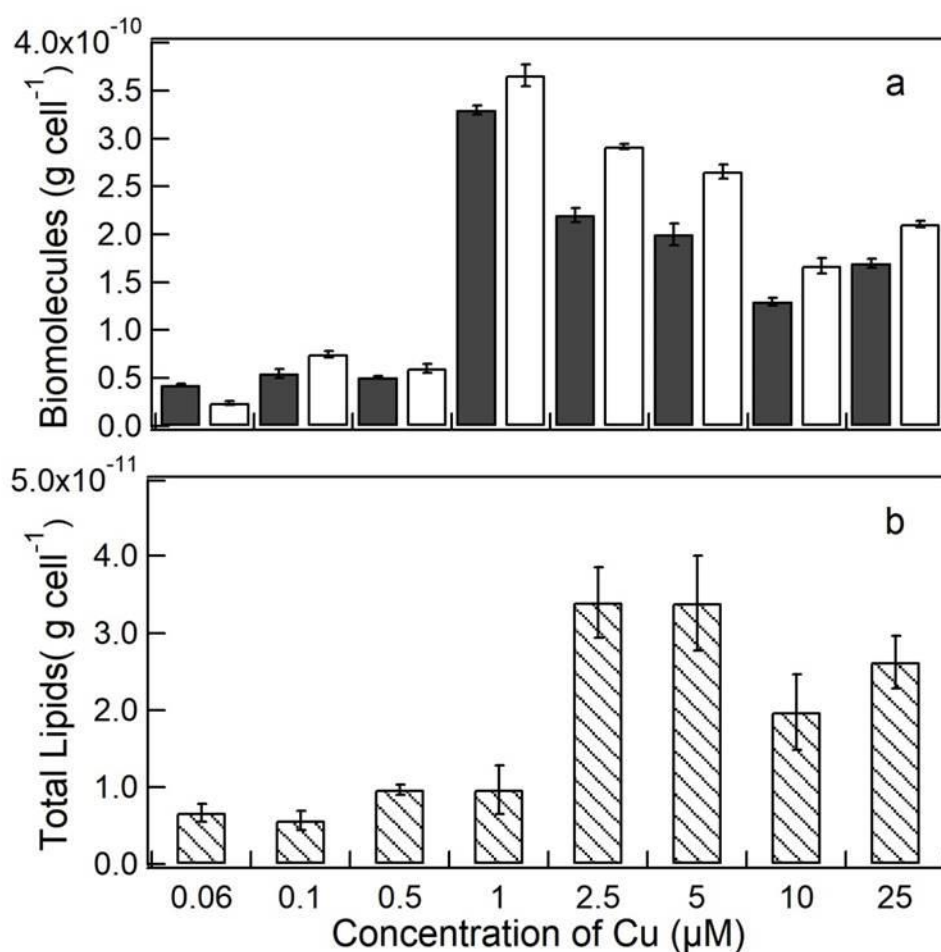 4.0x10⁻¹⁰
a
3.5
3.0
2.5
2.0
1.5
1.0
0.5
0.0
Biomolecules (g cell⁻¹)
5.0x10⁻¹¹
b
4.0
3.0
2.0
1.0
0.0
Total Lipids( g cell⁻¹)
0.06 0.1 0.5 1 2.5 5 10 25
Concentration of Cu (µM)